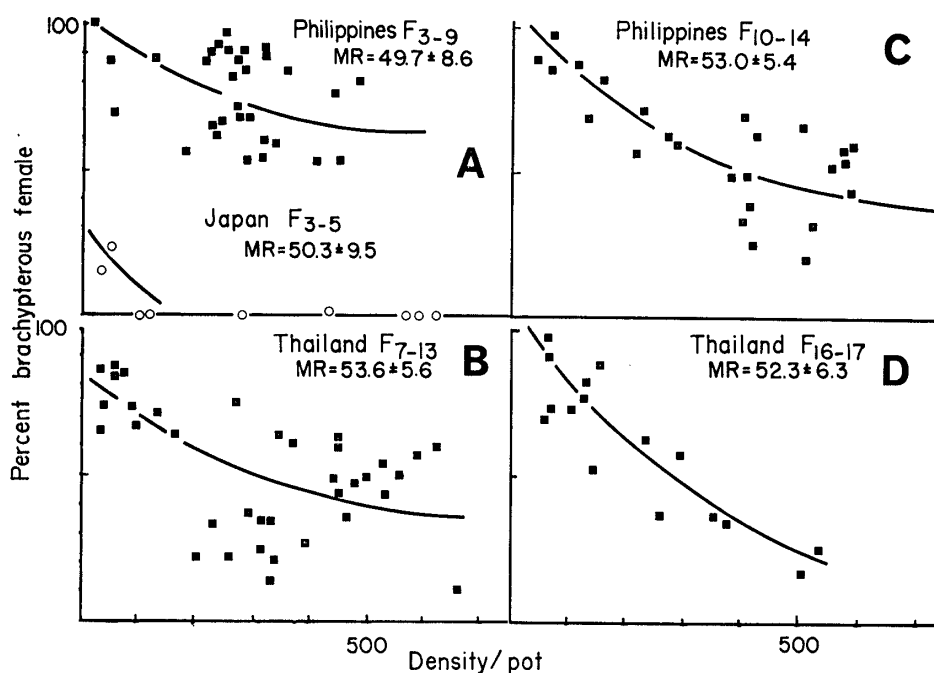 Percent brachypterous female
100
Philippines F3-9
MR=49.7±8.6
A
Japan F3-5
MR=50.3±9.5
Philippines F10-14
MR=53.0±5.4
C
100
Thailand F7-13
MR=53.6±5.6
B
Thailand F16-17
MR=52.3±6.3
D
500
500
Density/pot